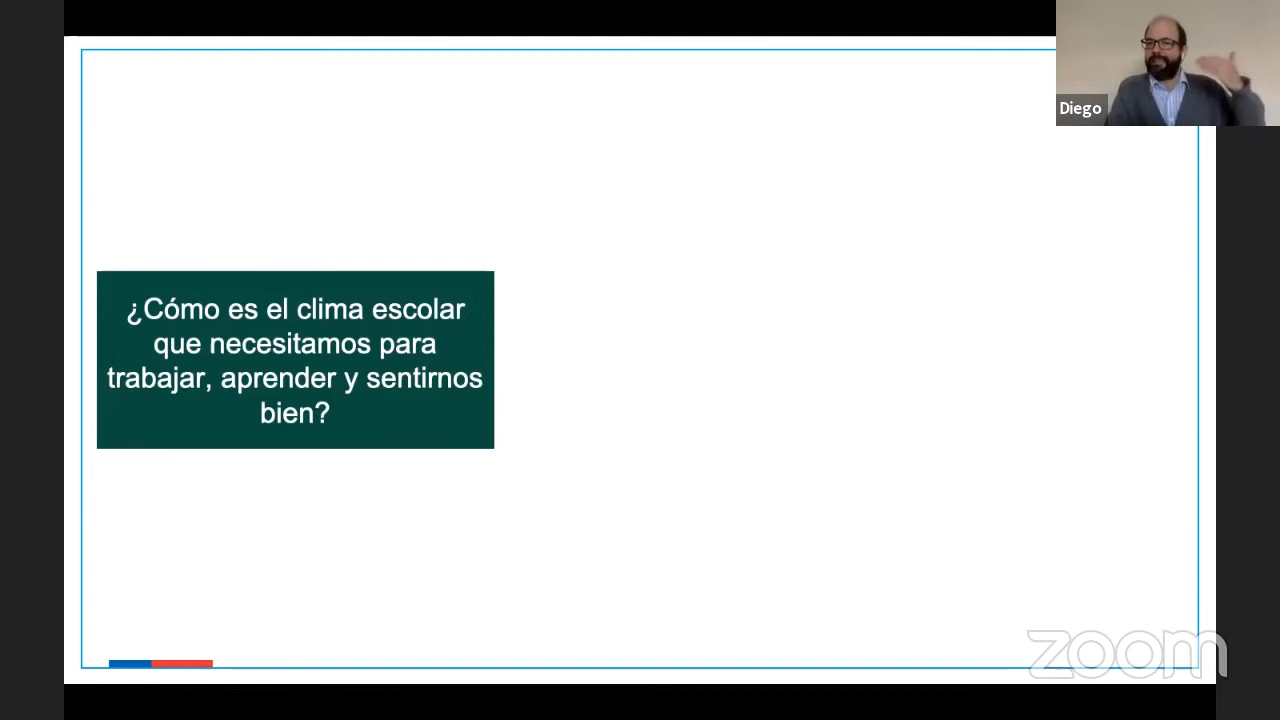 Diego
¿Cómo es el clima escolar
que necesitamos para
trabajar, aprender y sentirnos
bien?
zoom